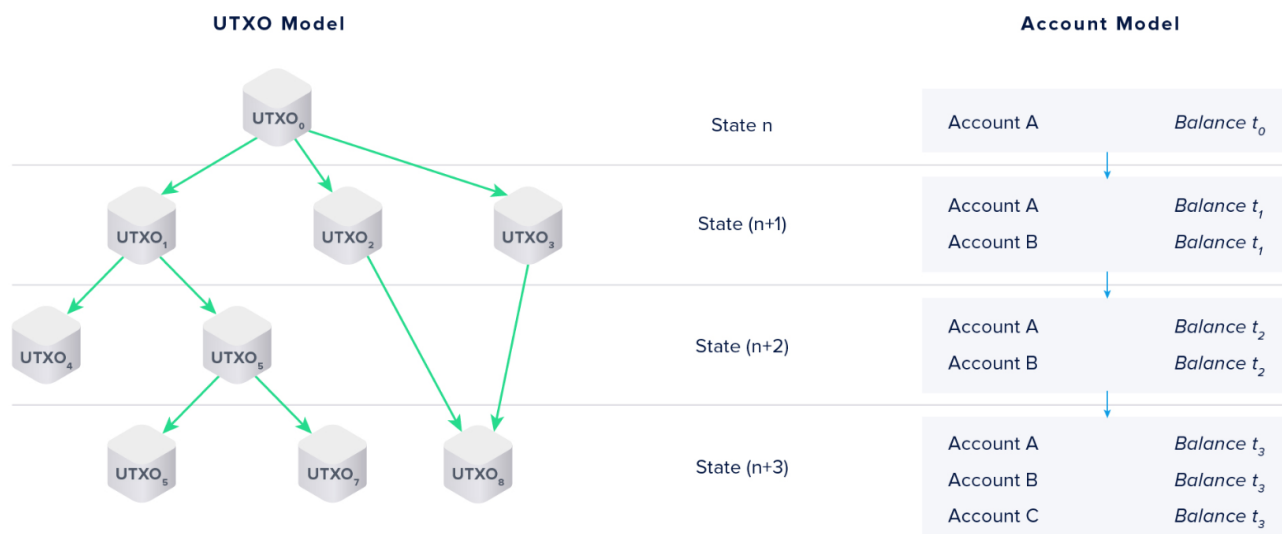 UTXO Model
Account Model
UTXO₀
State n
Account A Balance t₀
UTXO₁ UTXO₂ UTXO₃
State (n+1)
Account A Balance t₁
Account B Balance t₁
UTXO₄ UTXO₅
State (n+2)
Account A Balance t₂
Account B Balance t₂
UTXO₅ UTXO₇ UTXO₈
State (n+3)
Account A Balance t₃
Account B Balance t₃
Account C Balance t₃